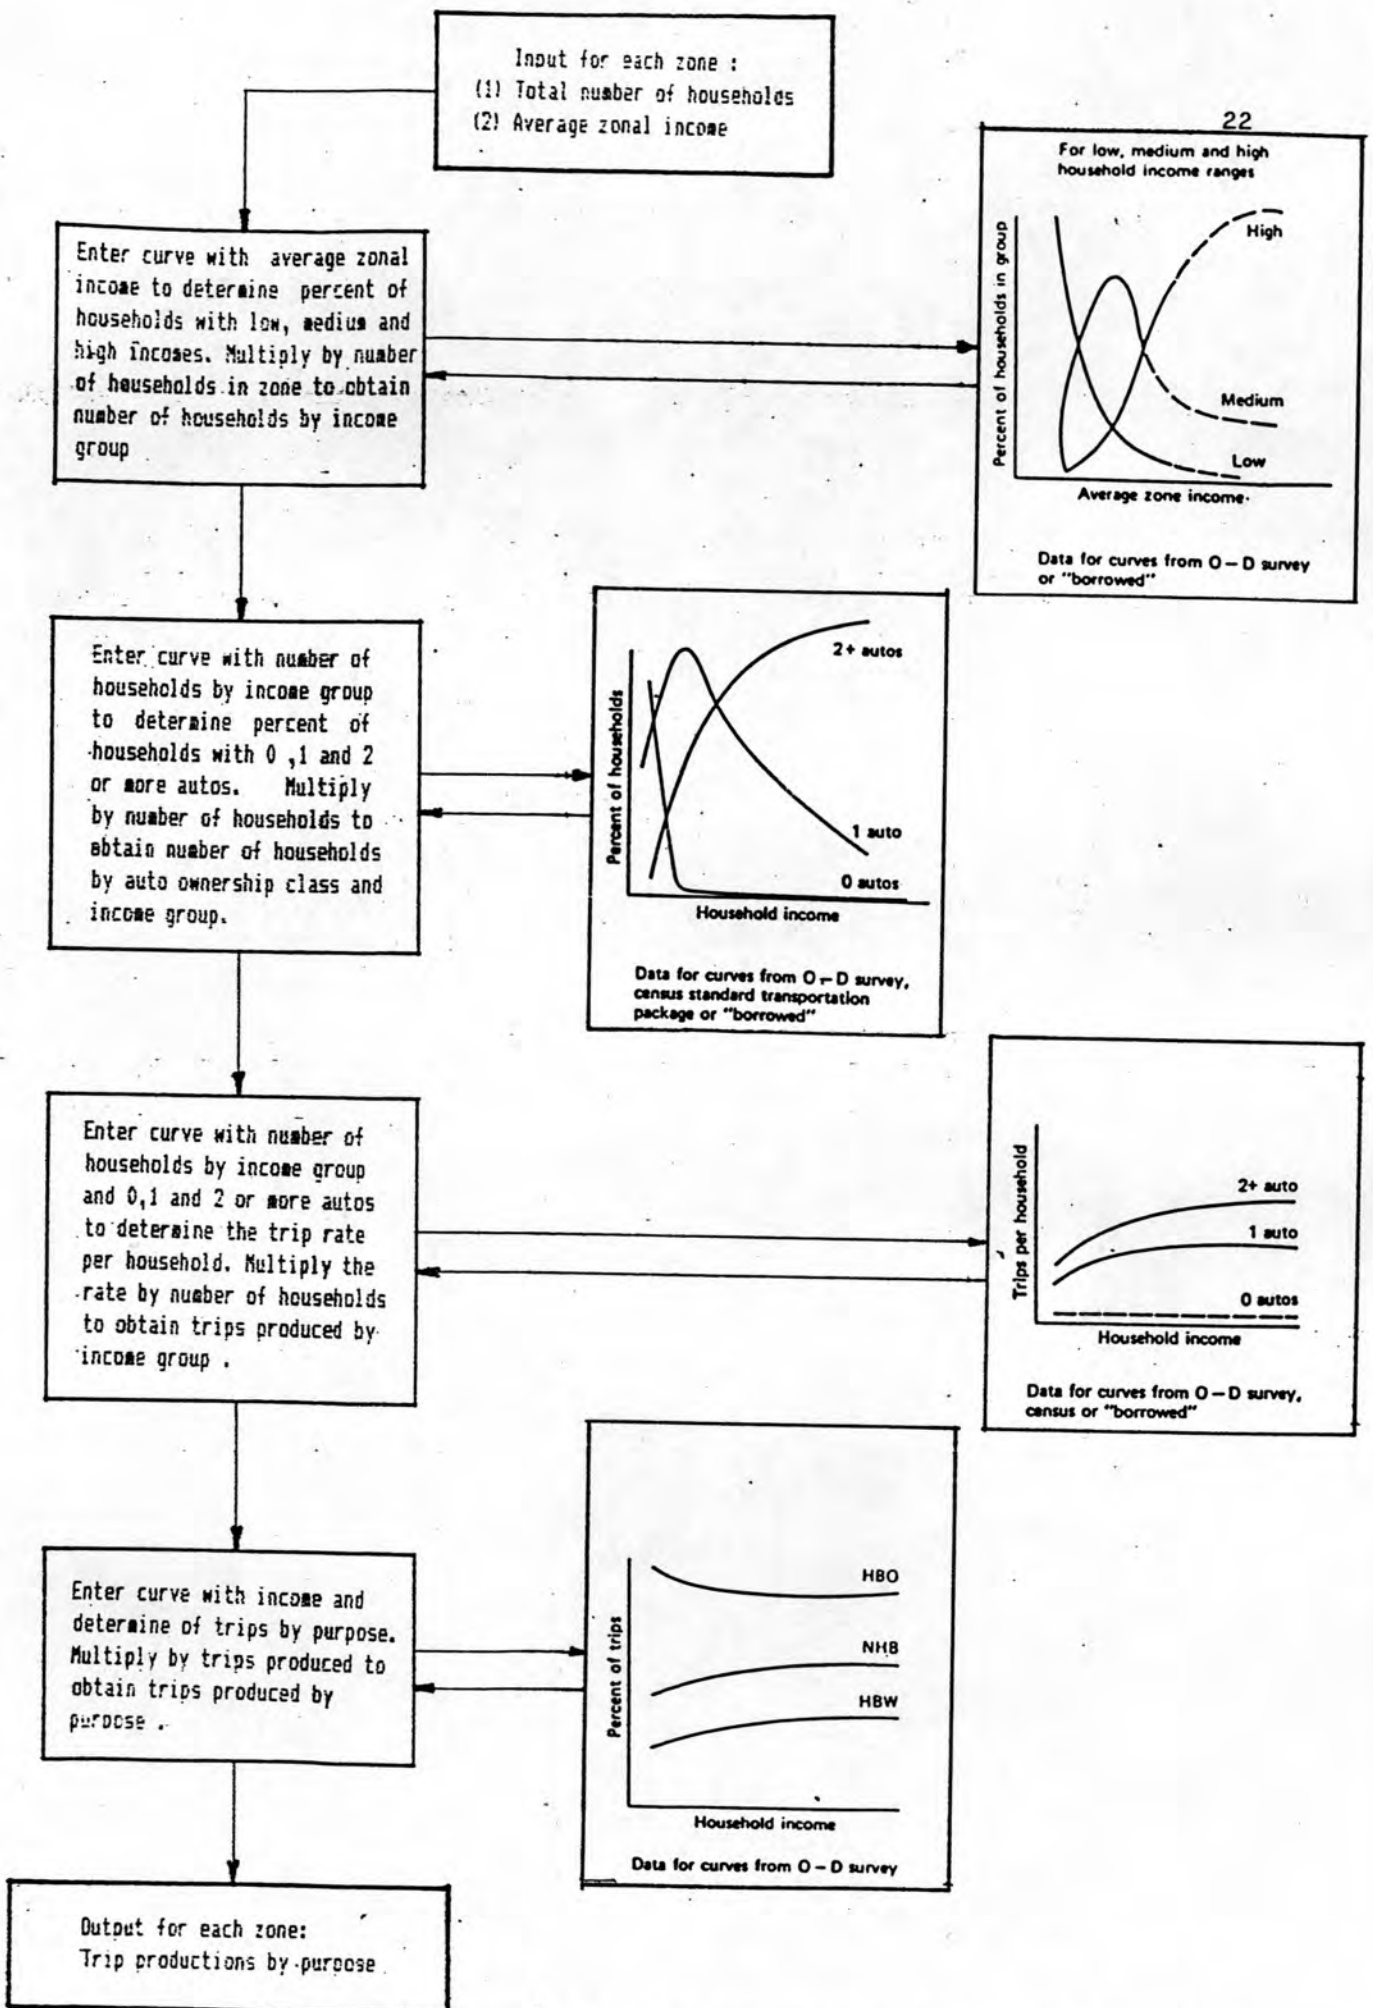 Input for each zone :
(1) Total number of households
(2) Average zonal income
22
For low, medium and high
household income ranges
Percent of households in group
High
Medium
Low
Average zone income
Data for curves from O – D survey
or "borrowed"
Enter curve with average zonal
income to determine percent of
households with low, medium and
high incomes. Multiply by number
of households in zone to obtain
number of households by income
group
Enter curve with number of
households by income group
to determine percent of
households with 0 ,1 and 2
or more autos. Multiply
by number of households to
obtain number of households
by auto ownership class and
income group.
Percent of households
2+ autos
1 auto
0 autos
Household income
Data for curves from O – D survey,
census standard transportation
package or "borrowed"
Enter curve with number of
households by income group
and 0,1 and 2 or more autos
to determine the trip rate
per household. Multiply the
rate by number of households
to obtain trips produced by
income group .
Trips per household
2+ auto
1 auto
0 autos
Household income
Data for curves from O – D survey,
census or "borrowed"
Enter curve with income and
determine of trips by purpose.
Multiply by trips produced to
obtain trips produced by
purpose .
Percent of trips
HBO
NHB
HBW
Household income
Data for curves from O – D survey
Output for each zone:
Trip productions by purpose